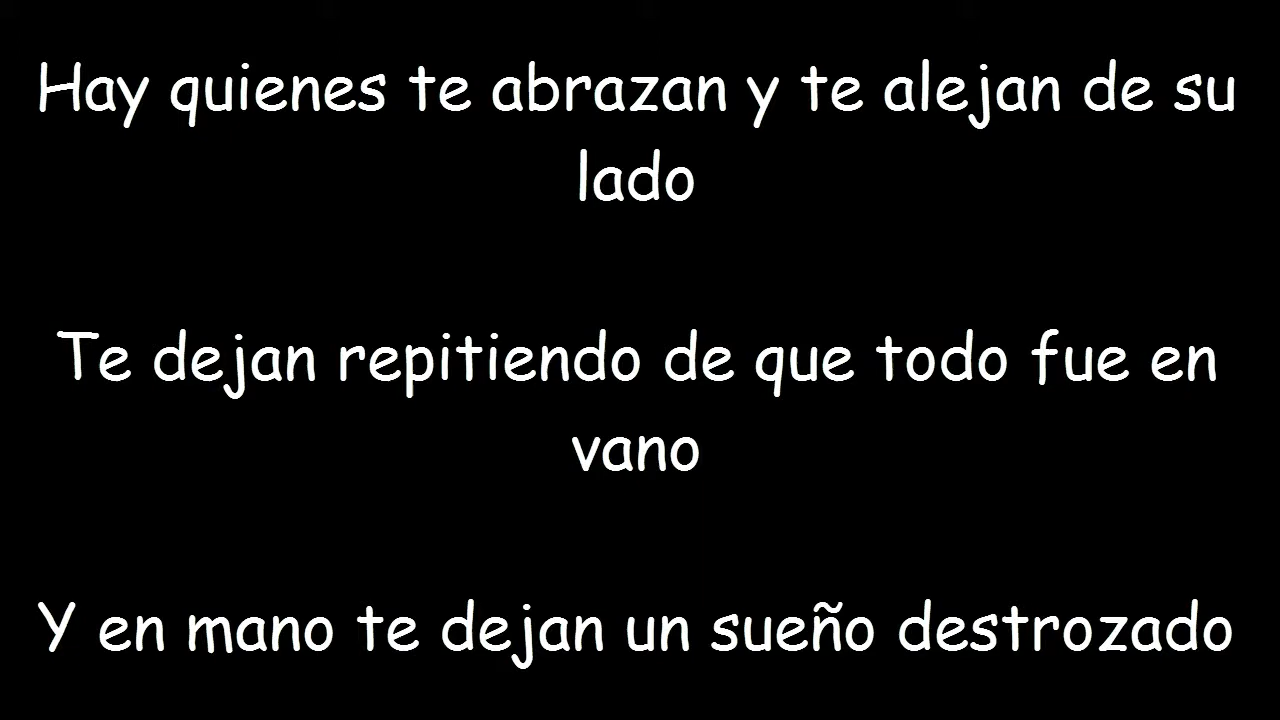 Hay quienes te abrazan y te alejan de su
lado
Te dejan repitiendo de que todo fue en
vano
Y en mano te dejan un sueño destrozado